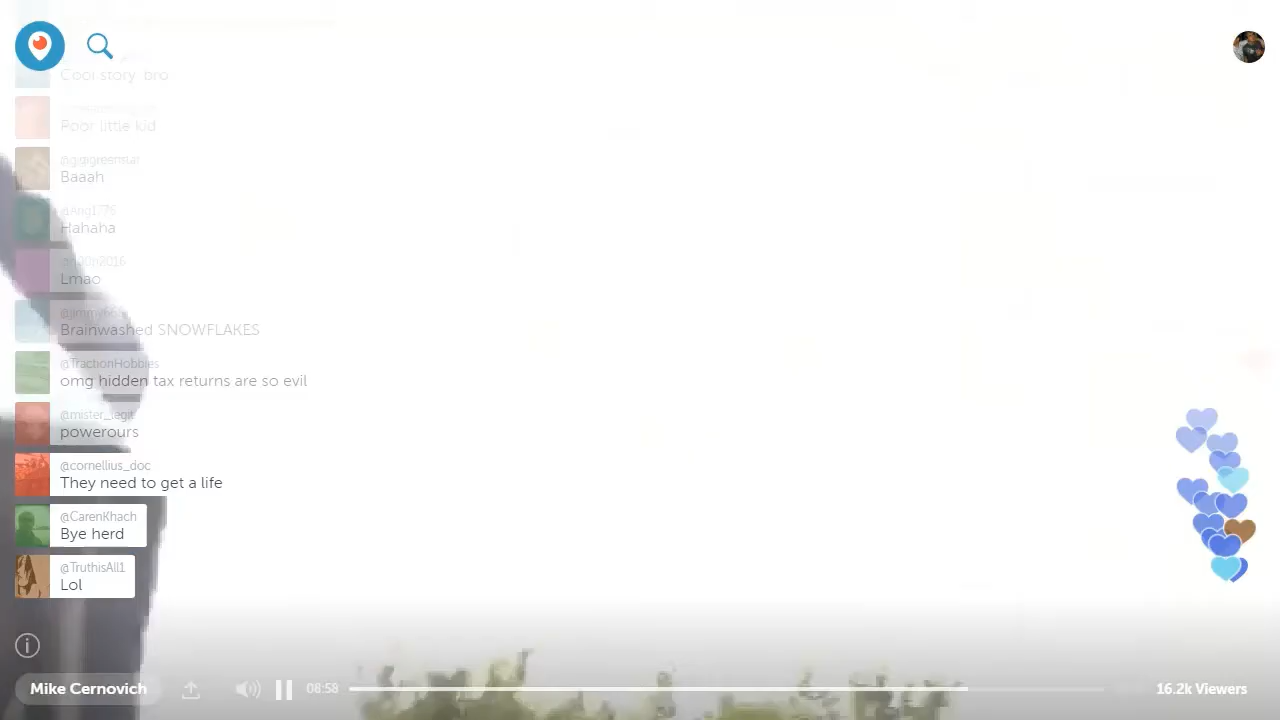 Cool story, bro
Poor little kid
Baaah
@Ang1776
Hahaha
Lmao
Brainwashed SNOWFLAKES
@TractionHobbies
omg hidden tax returns are so evil
@mister_legit
powerours
@cornellius_doc
They need to get a life
@CarenKhach
Bye herd
@TruthisAll1
Lol
Mike Cernovich
08:58
16.2k Viewers